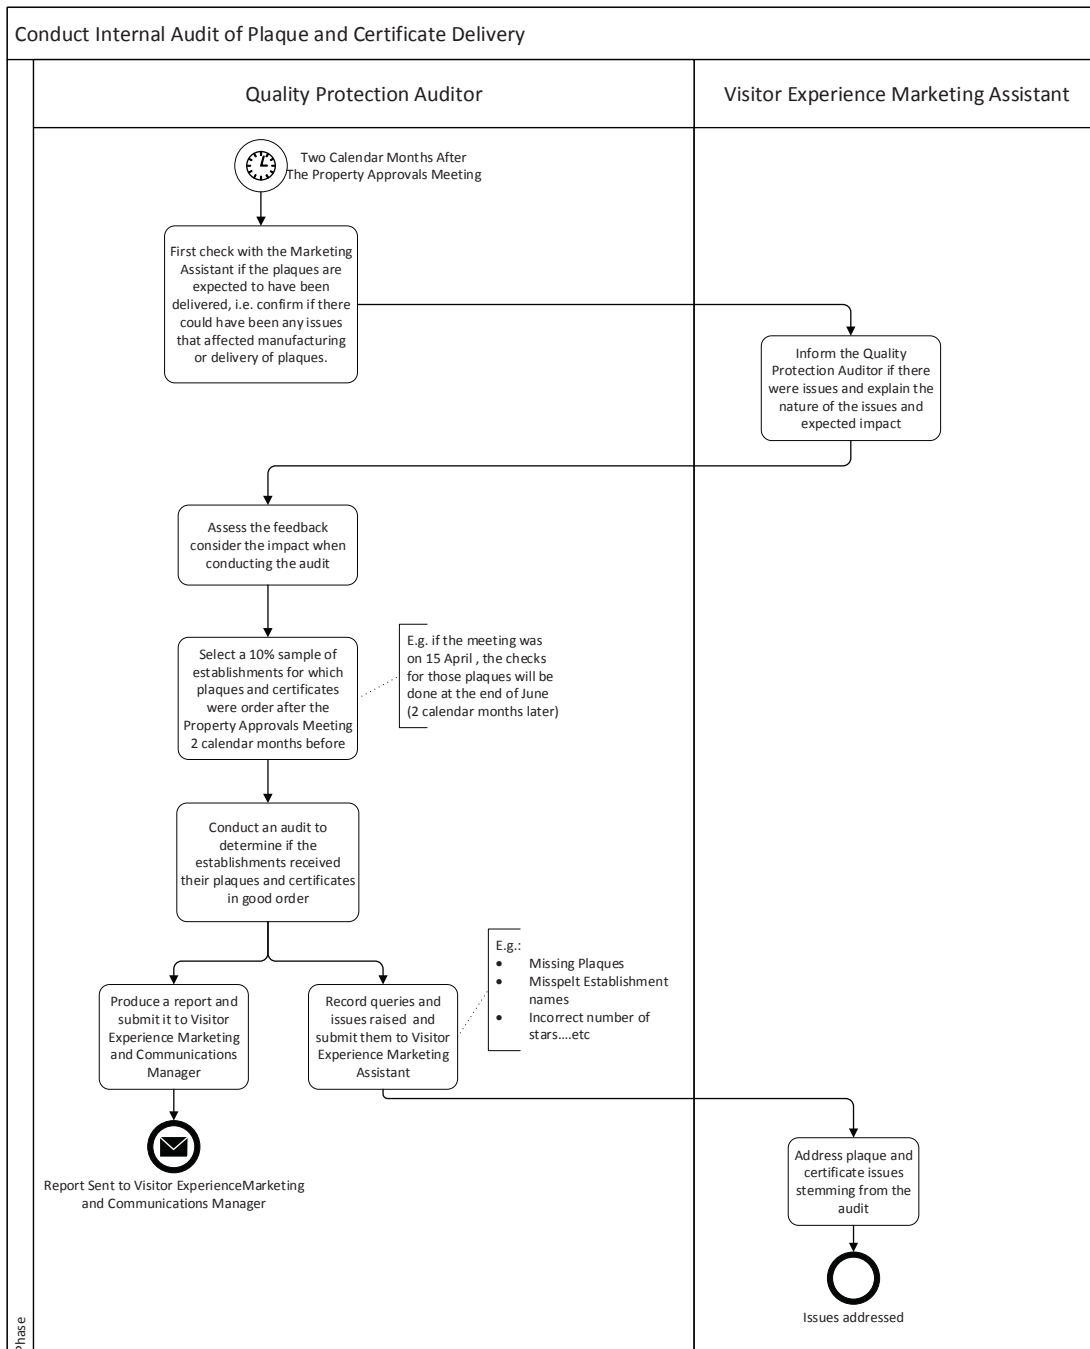 Conduct Internal Audit of Plaque and Certificate Delivery
Quality Protection Auditor
Visitor Experience Marketing Assistant
Two Calendar Months After
The Property Approvals Meeting
First check with the Marketing
Assistant if the plaques are
expected to have been
delivered, i.e. confirm if there
could have been any issues
that affected manufacturing
or delivery of plaques.
Inform the Quality
Protection Auditor if there
were issues and explain the
nature of the issues and
expected impact
Assess the feedback
consider the impact when
conducting the audit
Select a 10% sample of
establishments for which
plaques and certificates
were order after the
Property Approvals Meeting
2 calendar months before
E.g. if the meeting was
on 15 April , the checks
for those plaques will be
done at the end of June
(2 calendar months later)
Conduct an audit to
determine if the
establishments received
their plaques and certificates
in good order
E.g.:
• Missing Plaques
• Misspelt Establishment
names
• Incorrect number of
stars....etc
Produce a report and
submit it to Visitor
Experience Marketing
and Communications
Manager
Record queries and
issues raised and
submit them to Visitor
Experience Marketing
Assistant
Report Sent to Visitor ExperienceMarketing
and Communications Manager
Address plaque and
certificate issues
stemming from the
audit
Issues addressed
Phase